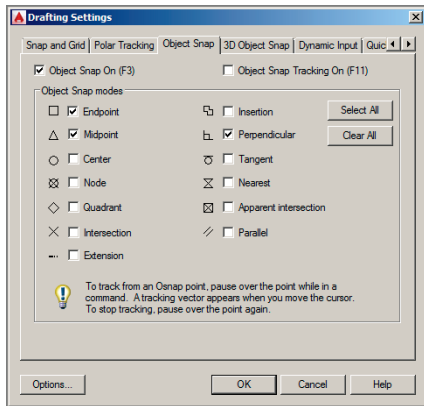 Drafting Settings
Snap and Grid Polar Tracking Object Snap 3D Object Snap Dynamic Input Quic
Object Snap On (F3) Object Snap Tracking On (F11)
Object Snap modes
Endpoint Insertion Select All
Midpoint Perpendicular Clear All
Center Tangent
Node Nearest
Quadrant Apparent intersection
Intersection Parallel
Extension
To track from an Osnap point, pause over the point while in a
command. A tracking vector appears when you move the cursor.
To stop tracking, pause over the point again.
Options... OK Cancel Help